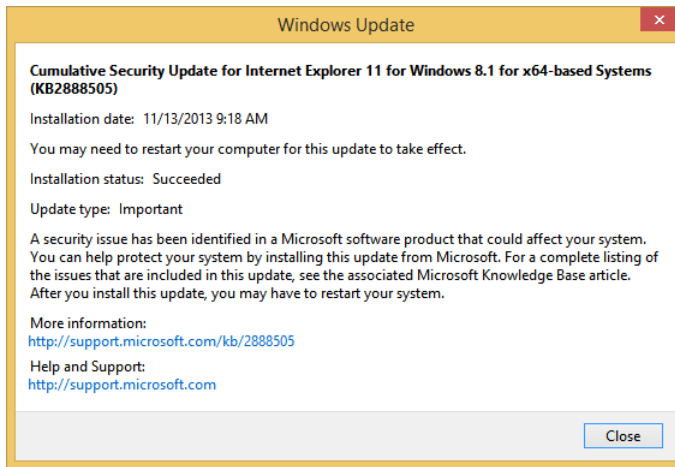 Windows Update
Cumulative Security Update for Internet Explorer 11 for Windows 8.1 for x64-based Systems
(KB2888505)
Installation date: 11/13/2013 9:18 AM
You may need to restart your computer for this update to take effect.
Installation status: Succeeded
Update type: Important
A security issue has been identified in a Microsoft software product that could affect your system.
You can help protect your system by installing this update from Microsoft. For a complete listing of
the issues that are included in this update, see the associated Microsoft Knowledge Base article.
After you install this update, you may have to restart your system.
More information:
http://support.microsoft.com/kb/2888505
Help and Support:
http://support.microsoft.com
Close